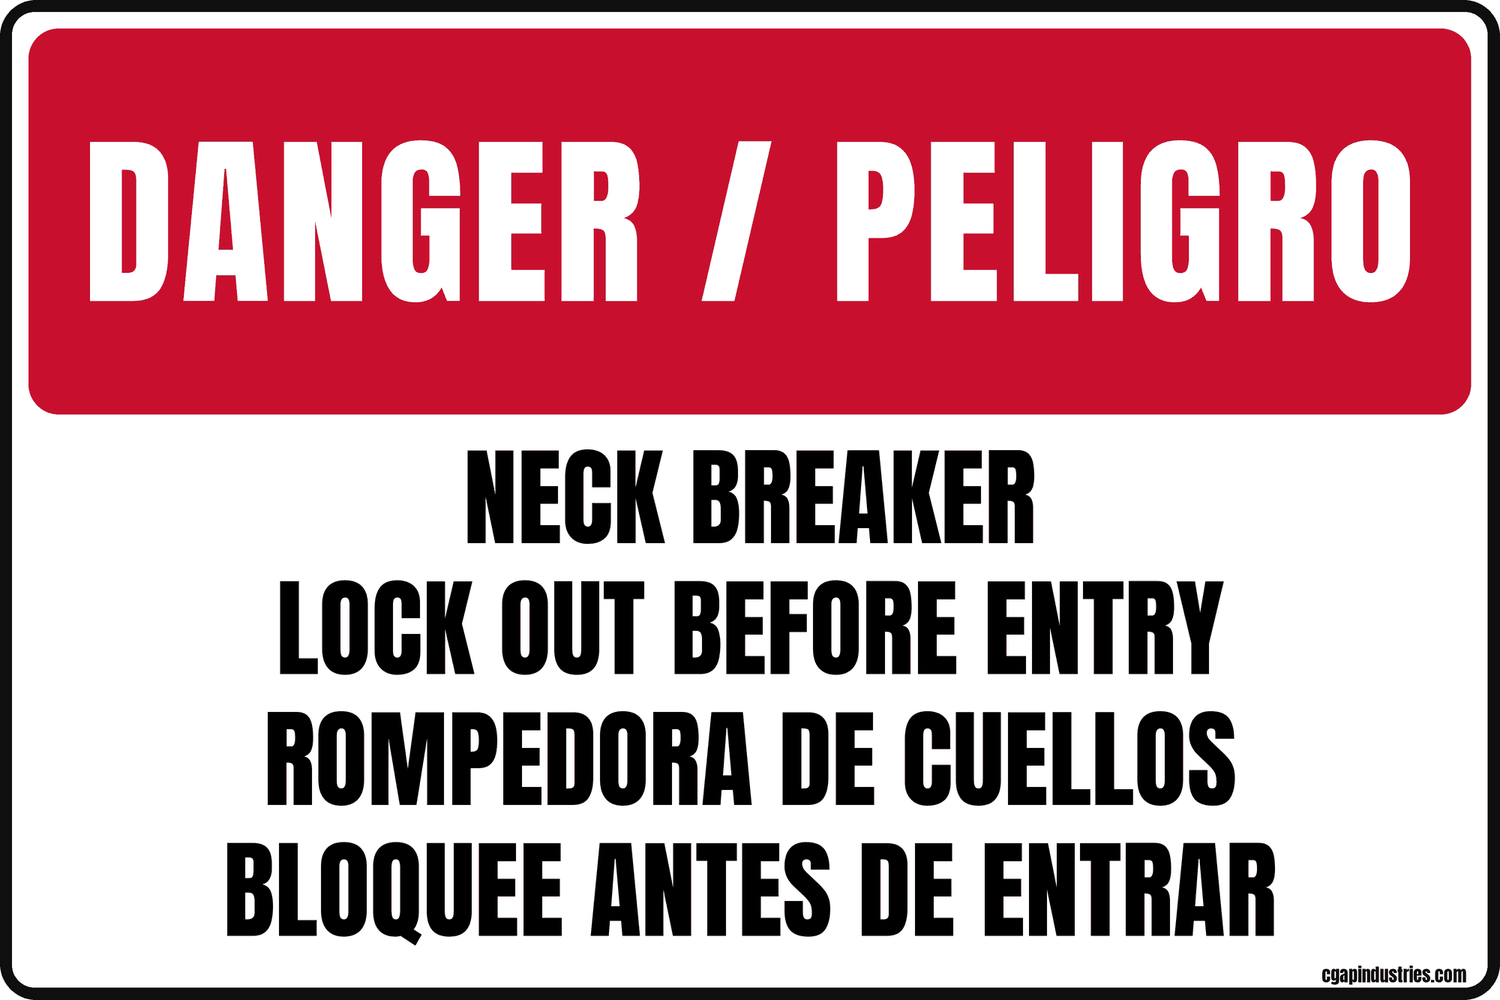 DANGER / PELIGRO
NECK BREAKER
LOCK OUT BEFORE ENTRY
ROMPEDORA DE CUELLOS
BLOQUEE ANTES DE ENTRAR
cgapindustries.com